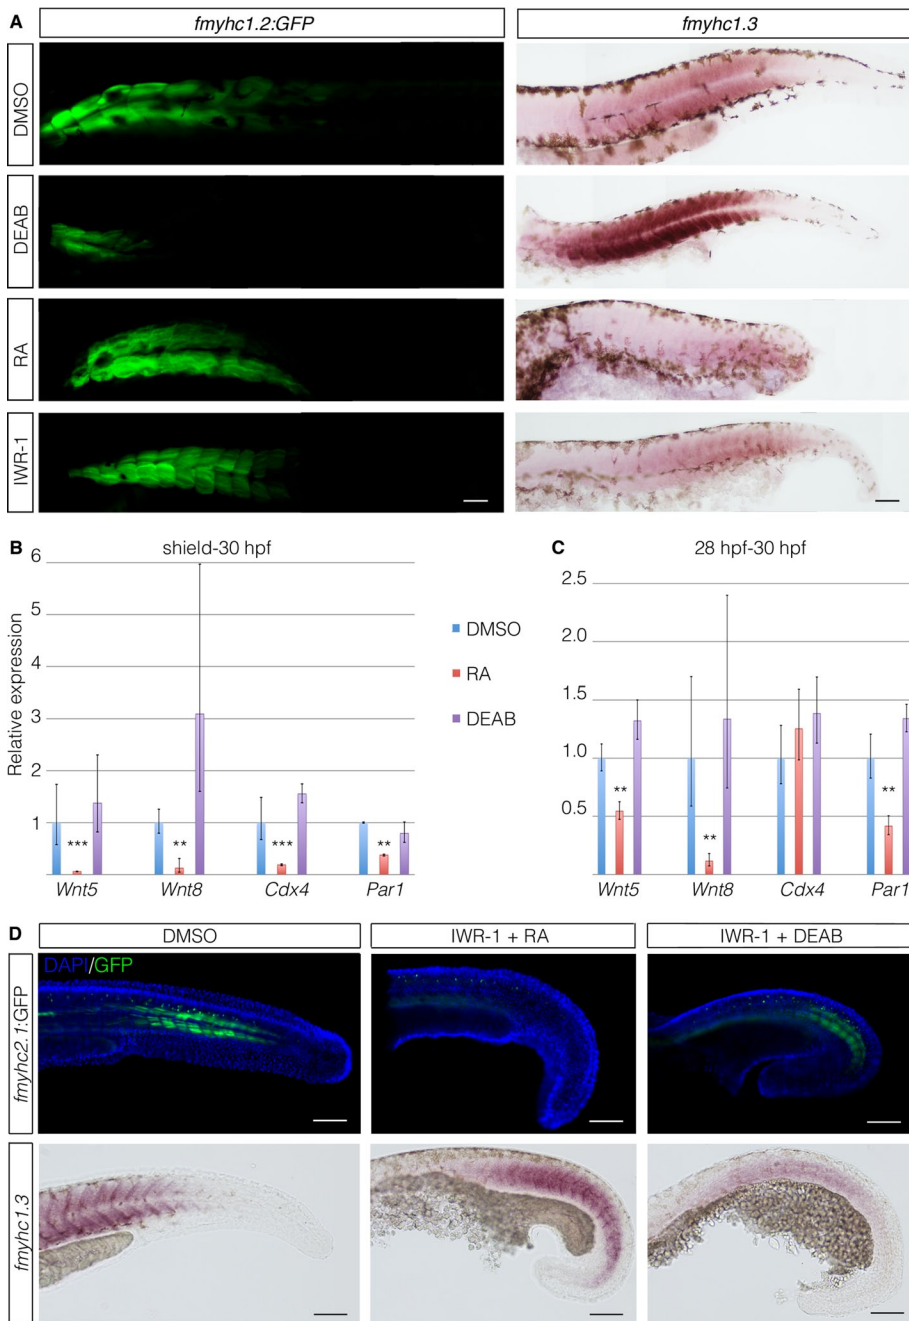 A
fmyhc1.2:GFP
fmyhc1.3
DMSO
DEAB
RA
IWR-1
B
shield-30 hpf
Relative expression
6
5
4
3
2
1
***
**
***
**
Wnt5 Wnt8 Cdx4 Par1
DMSO
RA
DEAB
C
28 hpf-30 hpf
2.5
2.0
1.5
1.0
0.5
**
**
**
Wnt5 Wnt8 Cdx4 Par1
D
DMSO
IWR-1 + RA
IWR-1 + DEAB
fmyhc2.1:GFP
DAPI/GFP
fmyhc1.3